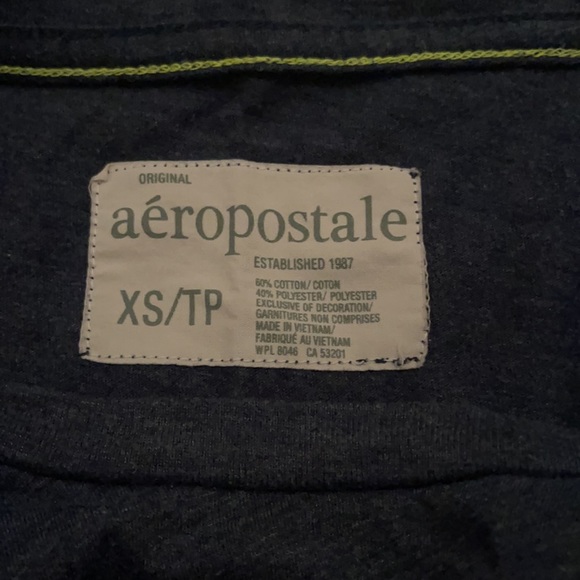 ORIGINAL
aéropostale
ESTABLISHED 1987
XS/TP
60% COTTON/ COTON
40% POLYESTER/ POLYESTER
EXCLUSIVE OF DECORATION/
GARNITURES NON COMPRISES
MADE IN VIETNAM/
FABRIQUÉ AU VIETNAM
WPL 8046 CA 53201